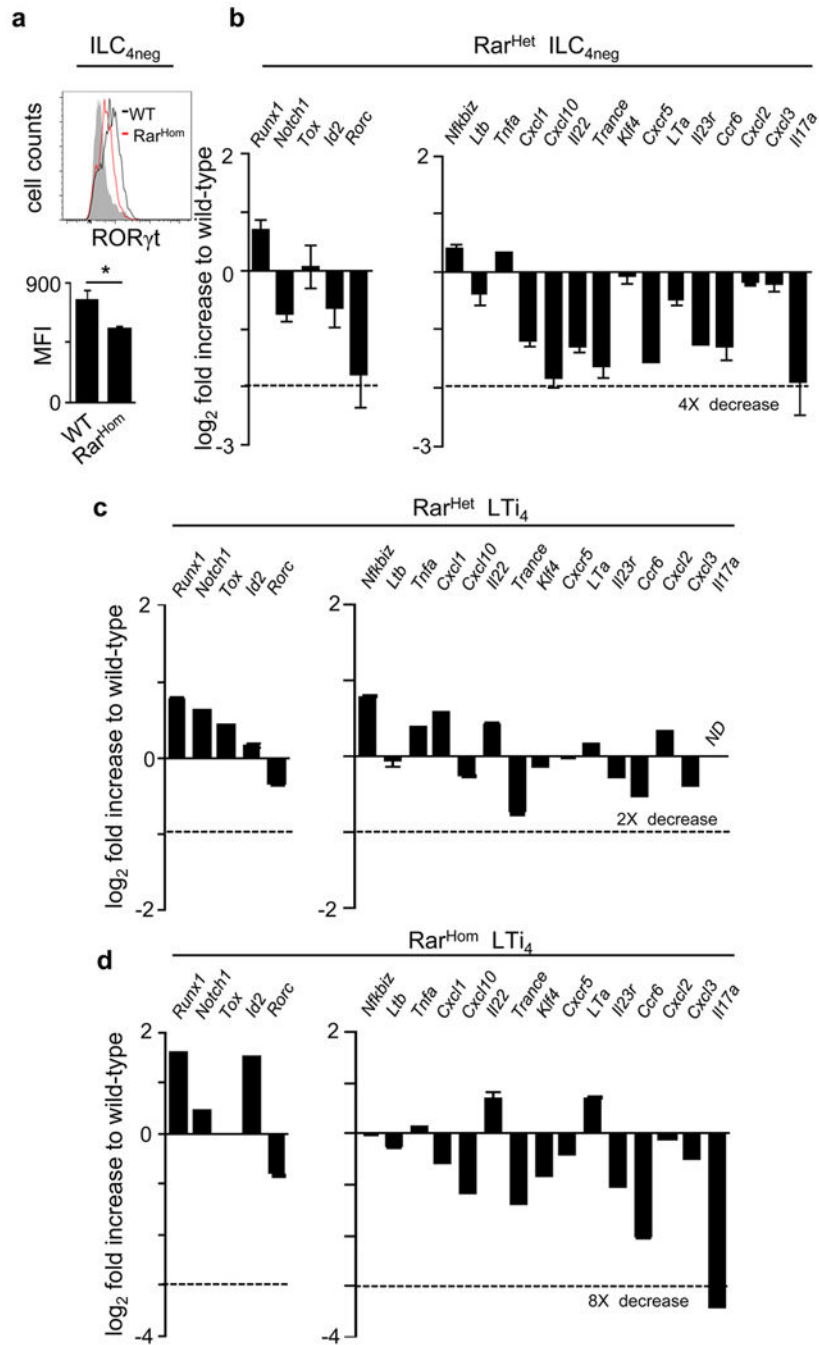 a
ILC4neg
cell counts
WT
RarHom
RORγt
900
*
MFI
0
WT
RarHom
b
RarHet ILC4neg
log2 fold increase to wild-type
Runx1
Notch1
Tox
Id2
Rorc
2
0
-3
Nfkbiz
Ltb
Tnfa
Cxcl1
Cxcl10
Il22
Trance
Klf4
Cxcr5
LTa
Il23r
Ccr6
Cxcl2
Cxcl3
Il17a
2
-3
4X decrease
c
RarHet LTi4
log2 fold increase to wild-type
Runx1
Notch1
Tox
Id2
Rorc
2
0
-2
Nfkbiz
Ltb
Tnfa
Cxcl1
Cxcl10
Il22
Trance
Klf4
Cxcr5
LTa
Il23r
Ccr6
Cxcl2
Cxcl3
Il17a
2
0
-2
ND
2X decrease
d
RarHom LTi4
log2 fold increase to wild-type
Runx1
Notch1
Tox
Id2
Rorc
2
0
-4
Nfkbiz
Ltb
Tnfa
Cxcl1
Cxcl10
Il22
Trance
Klf4
Cxcr5
LTa
Il23r
Ccr6
Cxcl2
Cxcl3
Il17a
2
0
-4
8X decrease